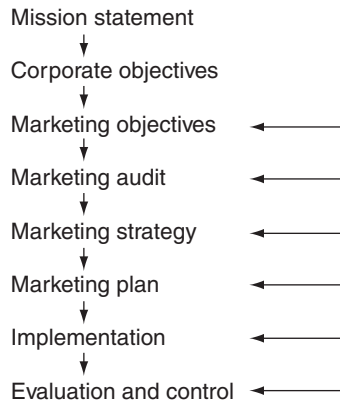 Mission statement
Corporate objectives
Marketing objectives
Marketing audit
Marketing strategy
Marketing plan
Implementation
Evaluation and control